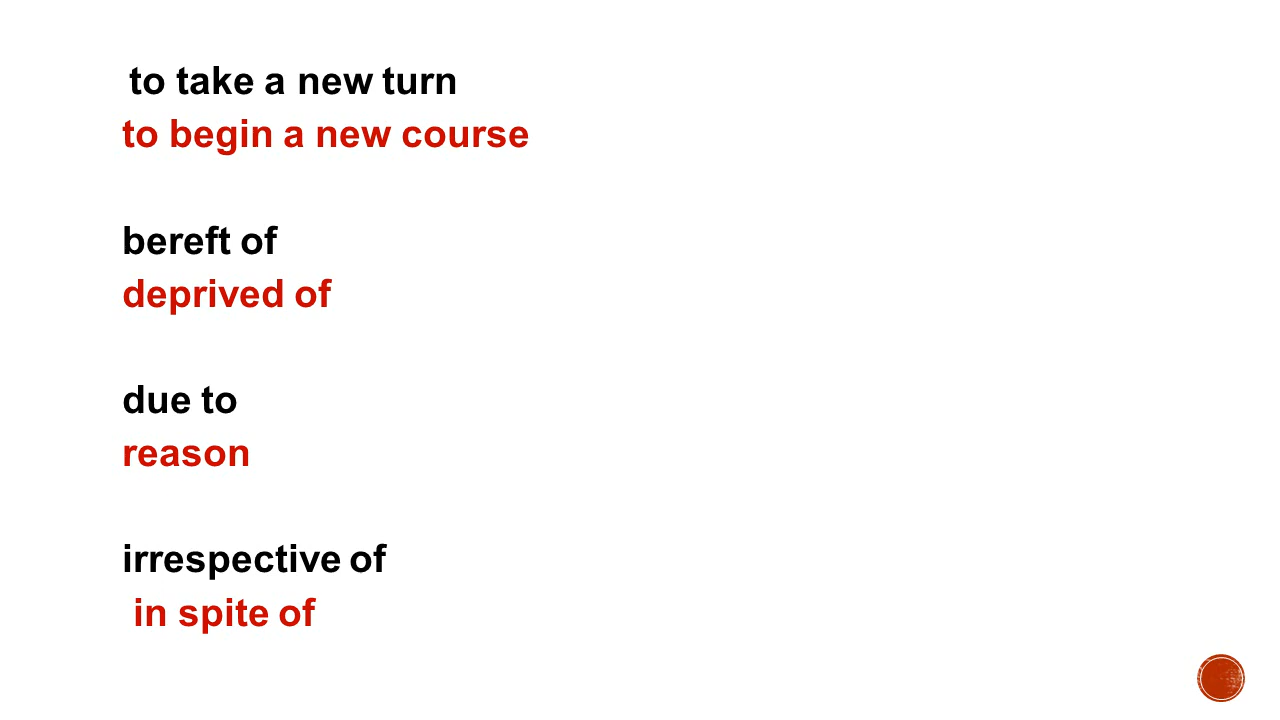 to take a new turn
to begin a new course
bereft of
deprived of
due to
reason
irrespective of
in spite of